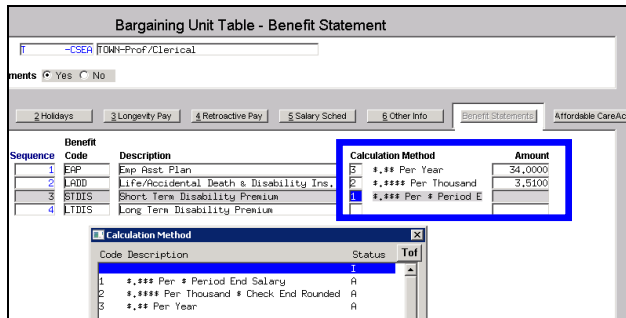 Bargaining Unit Table - Benefit Statement
T -CSEA TOWN-Prof/Clerical
ments Yes No
2 Holidays 3 Longevity Pay 4 Retroactive Pay 5 Salary Sched 6 Other Info Benefit Statements Affordable CareAc
Benefit
Sequence Code Description Calculation Method Amount
1 EAP Emp Asst Plan 3 *.** Per Year 34.0000
2 LADD Life/Accidental Death & Disability Ins. 2 *.**** Per Thousand 3.5100
3 STDIS Short Term Disability Premium 1 *.*** Per * Period E
4 LTDIS Long Term Disability Premium
Calculation Method
Code Description Status Tof
I
1 *.*** Per * Period End Salary A
2 *.**** Per Thousand * Check End Rounded A
3 *.** Per Year A